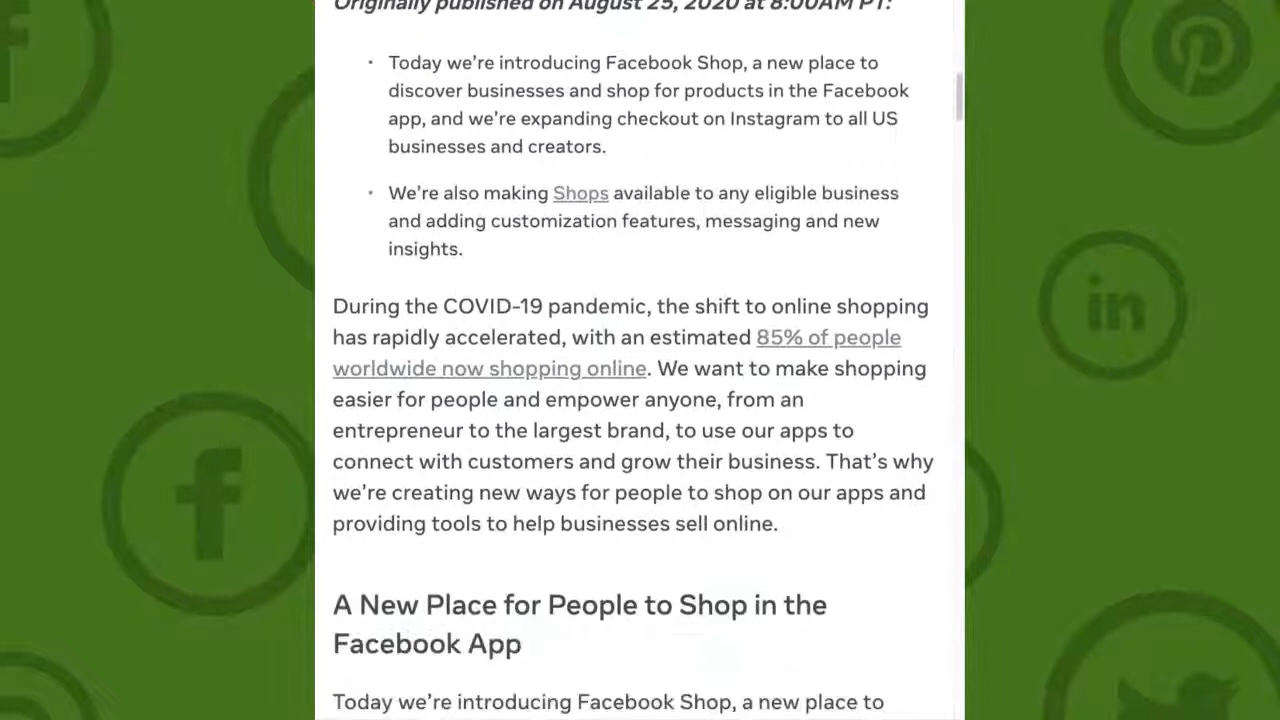 Originally published on August 25, 2020 at 8:00AM PT:
• Today we’re introducing Facebook Shop, a new place to
discover businesses and shop for products in the Facebook
app, and we’re expanding checkout on Instagram to all US
businesses and creators.
• We’re also making Shops available to any eligible business
and adding customization features, messaging and new
insights.
During the COVID-19 pandemic, the shift to online shopping
has rapidly accelerated, with an estimated 85% of people
worldwide now shopping online. We want to make shopping
easier for people and empower anyone, from an
entrepreneur to the largest brand, to use our apps to
connect with customers and grow their business. That’s why
we’re creating new ways for people to shop on our apps and
providing tools to help businesses sell online.
A New Place for People to Shop in the
Facebook App
Today we’re introducing Facebook Shop, a new place to
in